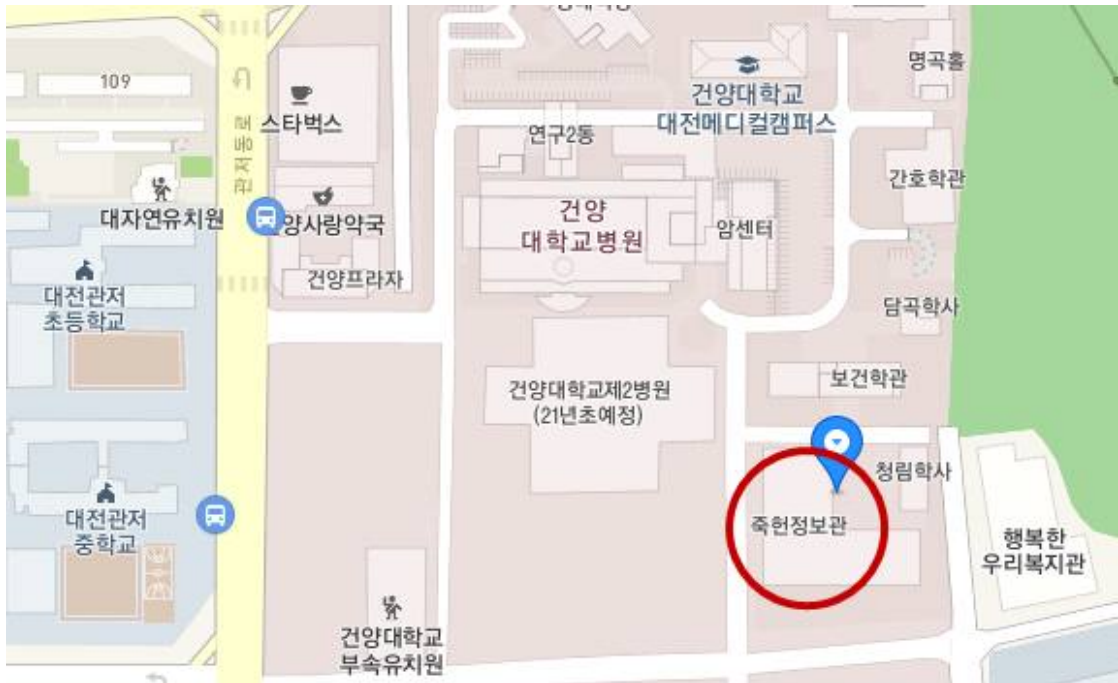 명곡홀
109
건양대학교
대전메디컬캠퍼스
스타벅스
연구2동
관저동로
간호학관
대자연유치원
양사랑약국
건양
대학교병원
암센터
건양프라자
대전관저
초등학교
담곡학사
보건학관
건양대학교제2병원
(21년초예정)
청림학사
대전관저
중학교
죽헌정보관
행복한
우리복지관
건양대학교
부속유치원